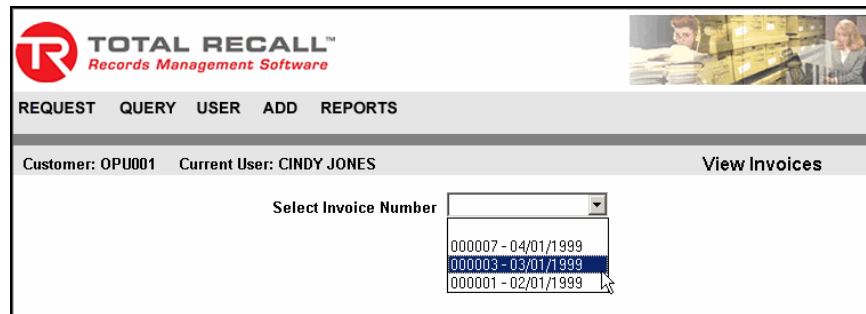 TR TOTAL RECALL™
Records Management Software
REQUEST QUERY USER ADD REPORTS
Customer: OPU001 Current User: CINDY JONES View Invoices
Select Invoice Number
000007 - 04/01/1999
000003 - 03/01/1999
000001 - 02/01/1999